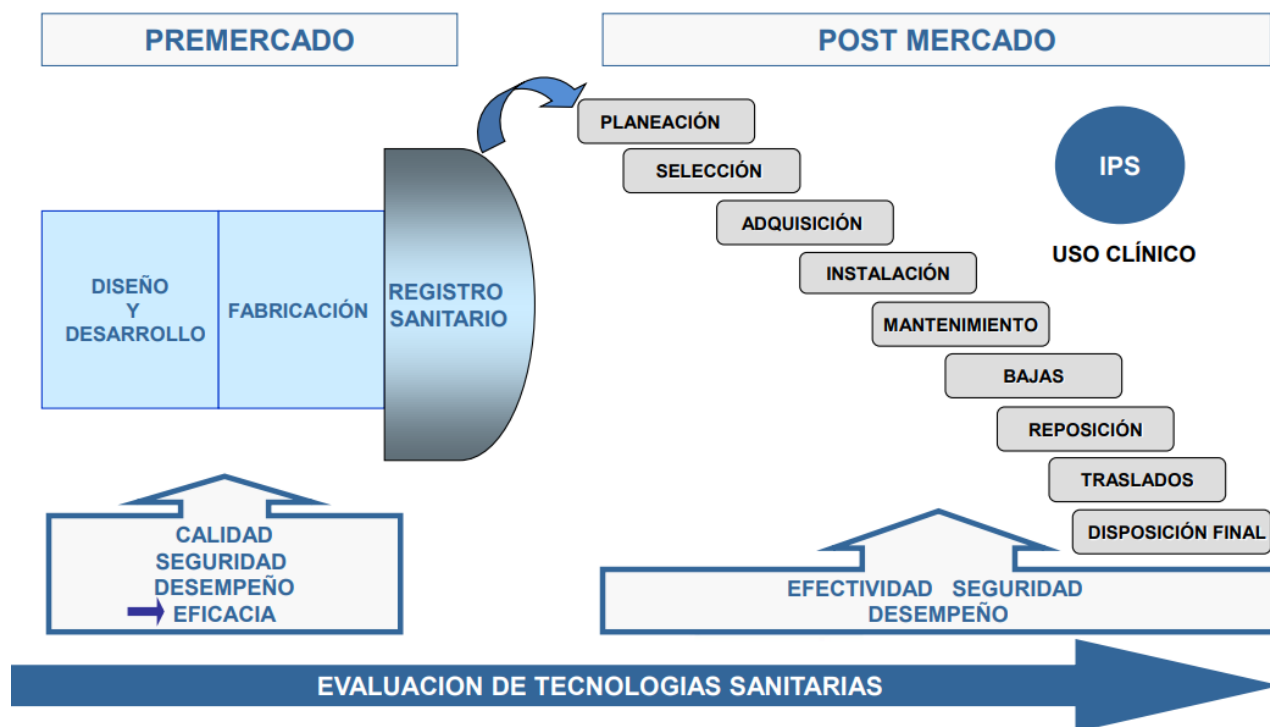 PREMERCADO
POST MERCADO
PLANEACIÓN
SELECCIÓN
ADQUISICIÓN
INSTALACIÓN
MANTENIMIENTO
BAJAS
REPOSICIÓN
TRASLADOS
DISPOSICIÓN FINAL
IPS
USO CLÍNICO
DISEÑO
Y
DESARROLLO
FABRICACIÓN
REGISTRO
SANITARIO
CALIDAD
SEGURIDAD
DESEMPEÑO
EFICACIA
EFECTIVIDAD SEGURIDAD
DESEMPEÑO
EVALUACION DE TECNOLOGIAS SANITARIAS